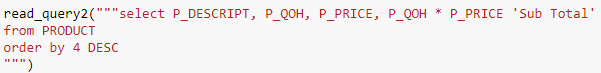 read_query2("""select P_DESCRIPT, P_QOH, P_PRICE, P_QOH * P_PRICE 'Sub Total'
from PRODUCT
order by 4 DESC
""")